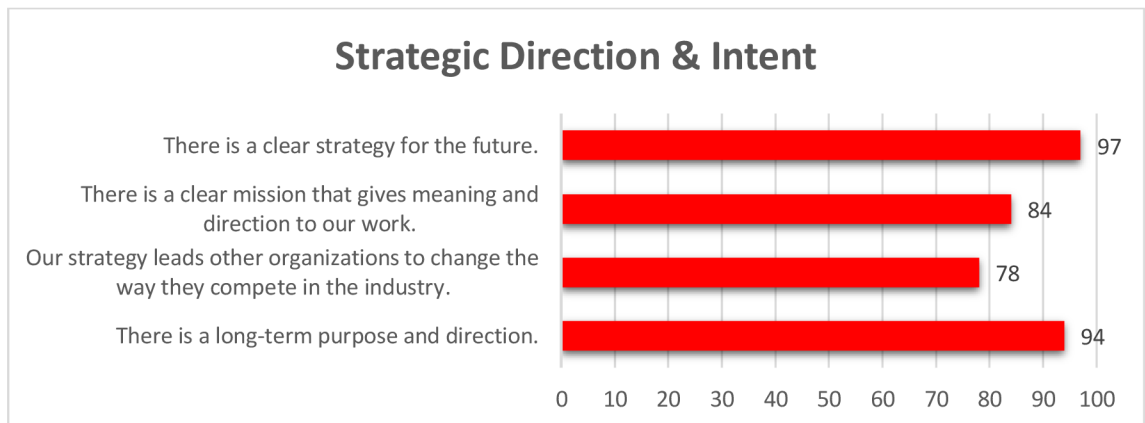 Strategic Direction & Intent
There is a clear strategy for the future.
97
There is a clear mission that gives meaning and
direction to our work.
84
Our strategy leads other organizations to change the
way they compete in the industry.
78
There is a long-term purpose and direction.
94
0 10 20 30 40 50 60 70 80 90 100